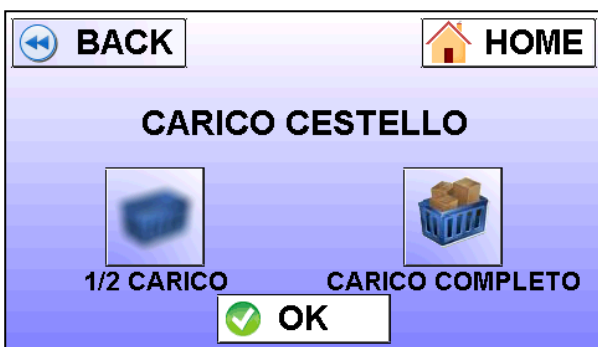 BACK
HOME
CARICO CESTELLO
1/2 CARICO
CARICO COMPLETO
OK